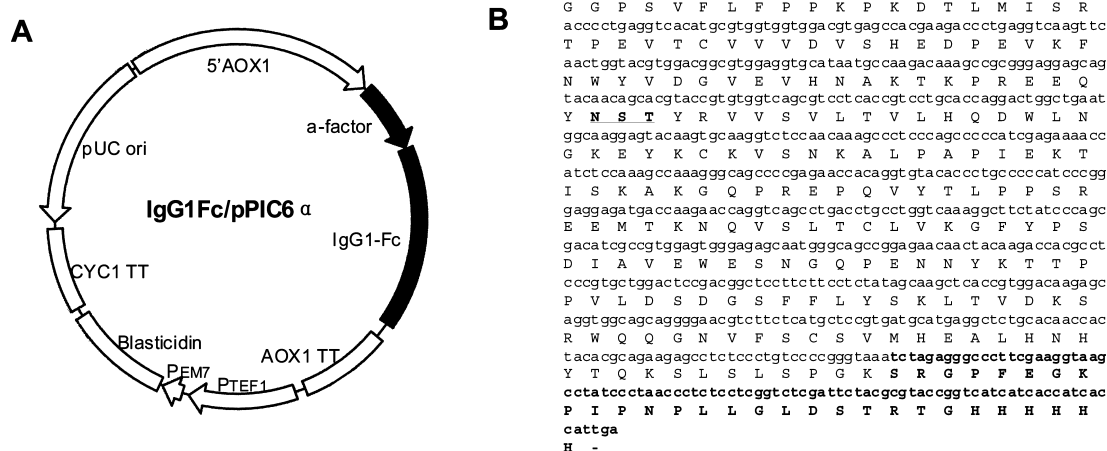 A
5'AOX1
a-factor
pUC ori
IgG1Fc/pPIC6 α
IgG1-Fc
CYC1 TT
Blasticidin
AOX1 TT
PEM7
PTEF1
B
G G P S V F L F P P K P K D T L M I S R
acccctgaggtcacatgcgtggtggtggacgtgagccacgaagaccctgaggtcaagttc
T P E V T C V V V D V S H E D P E V K F
aactggtacgtggacggcgtggaggtgcataatgccaagacaaagccgcgggaggagcag
N W Y V D G V E V H N A K T K P R E E Q
tacaacagcacgtaccgtgtggtcagcgtcctcaccgtcctgcaccaggactggctgaat
Y N S T Y R V V S V L T V L H Q D W L N
ggcaaggagtacaagtgcaaggtctccaacaaagccctcccagcccccatcgagaaaacc
G K E Y K C K V S N K A L P A P I E K T
atctccaaagccaaagggcagccccgagaaccacaggtgtacaccctgcccccatcccgg
I S K A K G Q P R E P Q V Y T L P P S R
gaggagatgaccaagaaccaggtcagcctgacctgcctggtcaaaggcttctatcccagc
E E M T K N Q V S L T C L V K G F Y P S
gacatcgccgtggagtgggagagcaatgggcagccggagaacaactacaagaccacgcct
D I A V E W E S N G Q P E N N Y K T T P
cccgtgctggactccgacggctccttcttcctctatagcaagctcaccgtggacaagagc
P V L D S D G S F F L Y S K L T V D K S
aggtggcagcaggggaacgtcttctcatgctccgtgatgcatgaggctctgcacaaccac
R W Q Q G N V F S C S V M H E A L H N H
tacacgcagaagagcctctccctgtccccgggtaaatctagagggcccttcgaaggtaag
Y T Q K S L S L S P G K S R G P F E G K
cctatccctaaccctctcctcggtctcgattctacgcgtaccggtcatcatcaccatcac
P I P N P L L G L D S T R T G H H H H H
cattga
H -